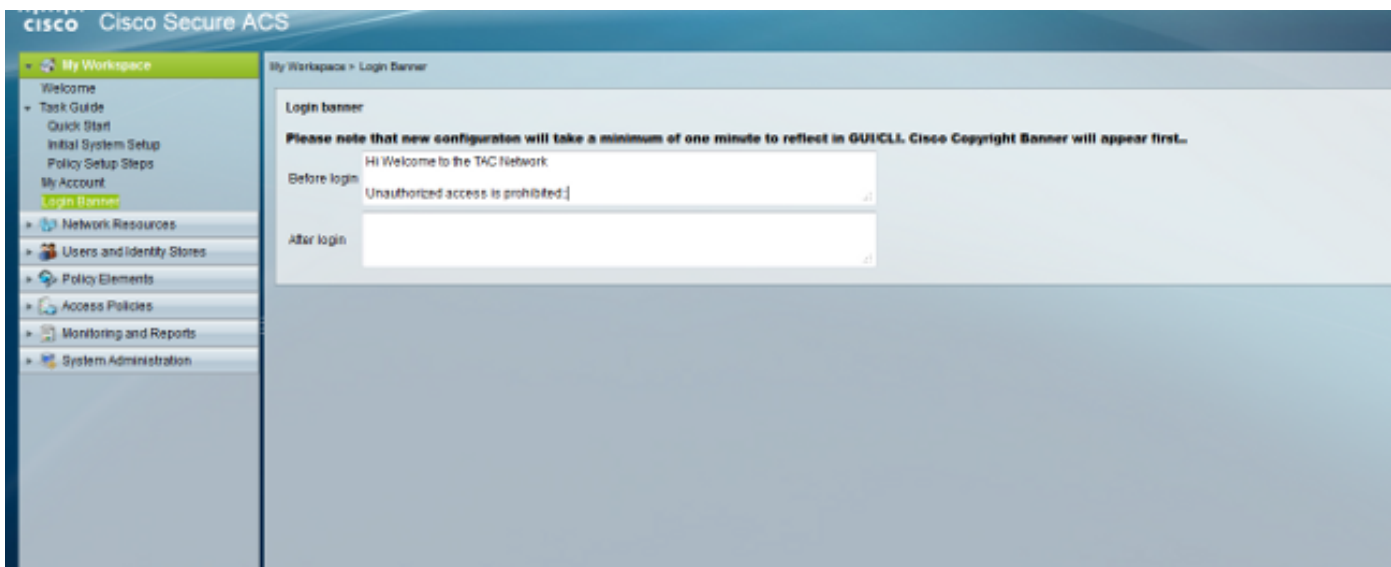 CISCO Cisco Secure ACS
My Workspace
Welcome
Task Guide
Quick Start
Initial System Setup
Policy Setup Steps
My Account
Login Banner
Network Resources
Users and Identity Stores
Policy Elements
Access Policies
Monitoring and Reports
System Administration
My Workspace > Login Banner
Login banner
Please note that new configuraton will take a minimum of one minute to reflect in GUI/CLI. Cisco Copyright Banner will appear first..
Before login
Hi Welcome to the TAC Network
Unauthorized access is prohibited:
After login